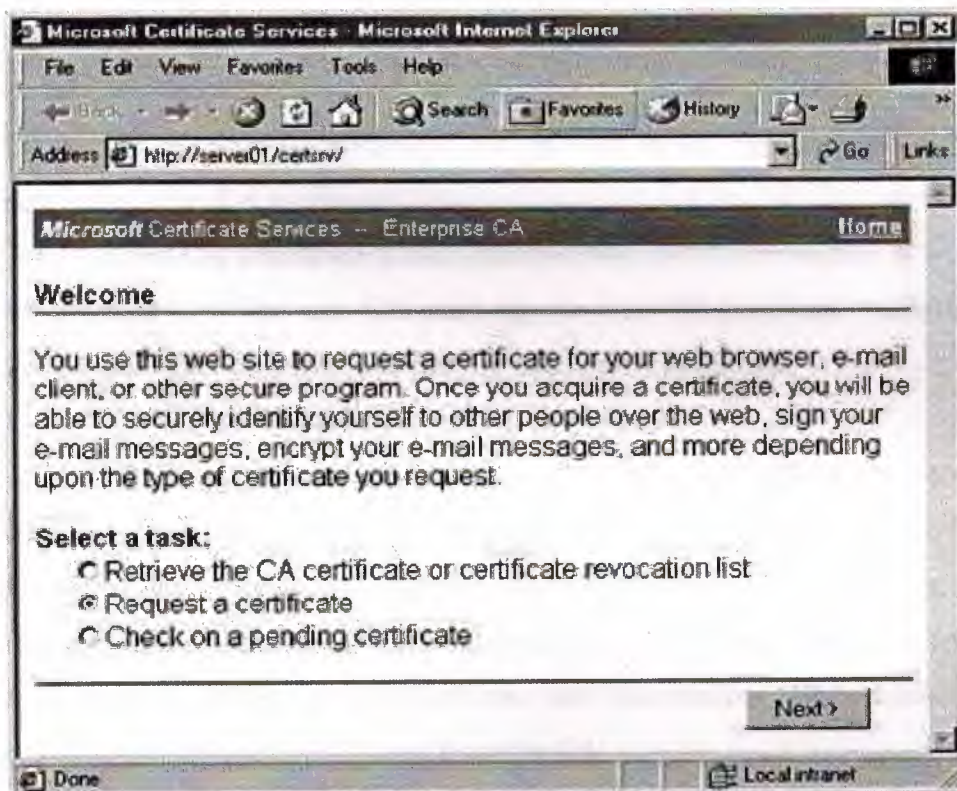 Microsoft Certificate Services - Microsoft Internet Explorer
File Edit View Favorites Tools Help
Back Search Favorites History
Address http://server01/certsrv/ Go Links
Microsoft Certificate Services -- Enterprise CA Home
Welcome
You use this web site to request a certificate for your web browser, e-mail
client, or other secure program. Once you acquire a certificate, you will be
able to securely identify yourself to other people over the web, sign your
e-mail messages, encrypt your e-mail messages, and more depending
upon the type of certificate you request.
Select a task:
Retrieve the CA certificate or certificate revocation list
Request a certificate
Check on a pending certificate
Next >
Done Local intranet